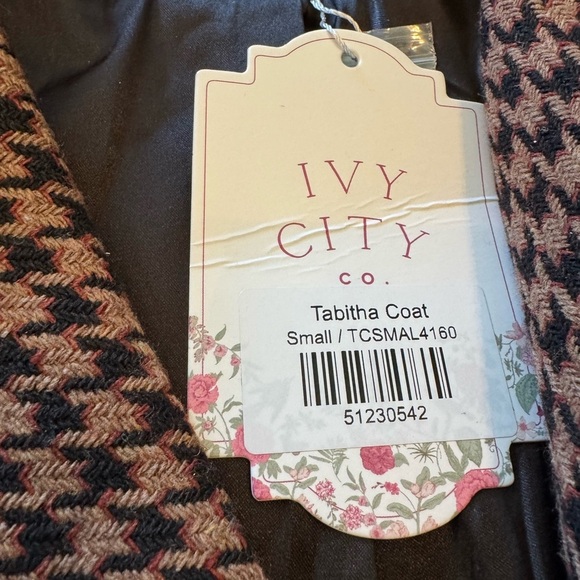 IVY
CITY
CO.
Tabitha Coat
Small / TCSMAL4160
51230542